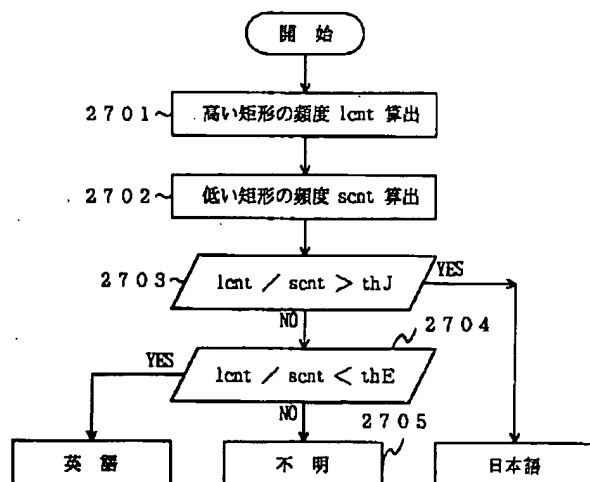 開始
2701 高い矩形の頻度 lcnt 算出
2702 低い矩形の頻度 scnt 算出
2703 lcnt / scnt > thJ YES
NO 2704
YES lcnt / scnt < thE
NO 2705
英語 不明 日本語